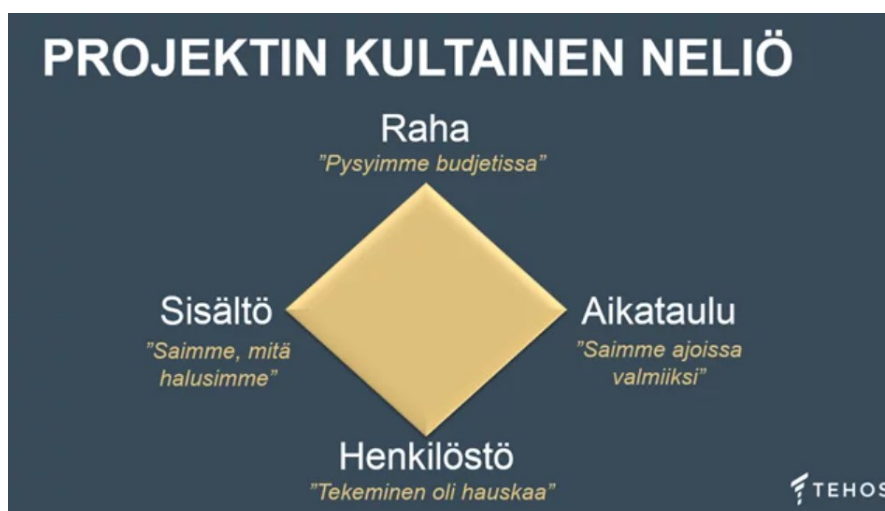 PROJEKTIN KULTAINEN NELIÖ
Raha
”Pysyimme budjetissa”
Sisältö
”Saimme, mitä
halusimme”
Aikataulu
”Saimme ajoissa
valmiiksi”
Henkilöstö
”Tekeminen oli hauskaa”
TEHOS